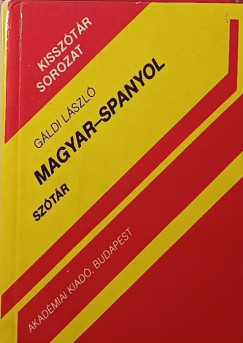 KISSZÓTÁR
SOROZAT
GÁLDI LÁSZLÓ
MAGYAR–SPANYOL
SZÓTÁR
AKADÉMIAI KIADÓ, BUDAPEST